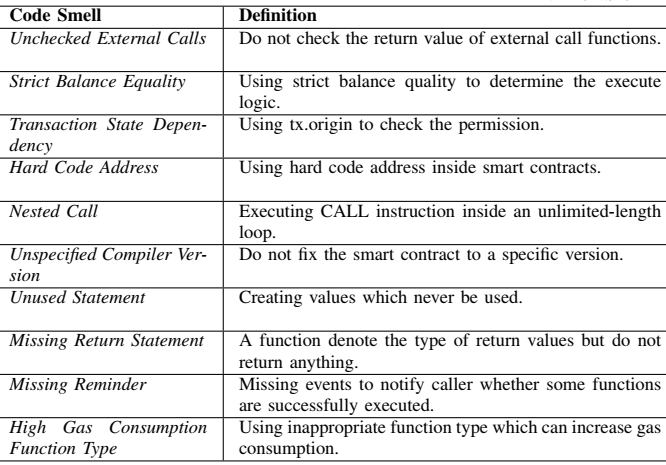 Code Smell Definition
Unchecked External Calls Do not check the return value of external call functions.
Strict Balance Equality Using strict balance quality to determine the execute
logic.
Transaction State Depen- Using tx.origin to check the permission.
dency
Hard Code Address Using hard code address inside smart contracts.
Nested Call Executing CALL instruction inside an unlimited-length
loop.
Unspecified Compiler Ver- Do not fix the smart contract to a specific version.
sion
Unused Statement Creating values which never be used.
Missing Return Statement A function denote the type of return values but do not
return anything.
Missing Reminder Missing events to notify caller whether some functions
are successfully executed.
High Gas Consumption Using inappropriate function type which can increase gas
Function Type consumption.